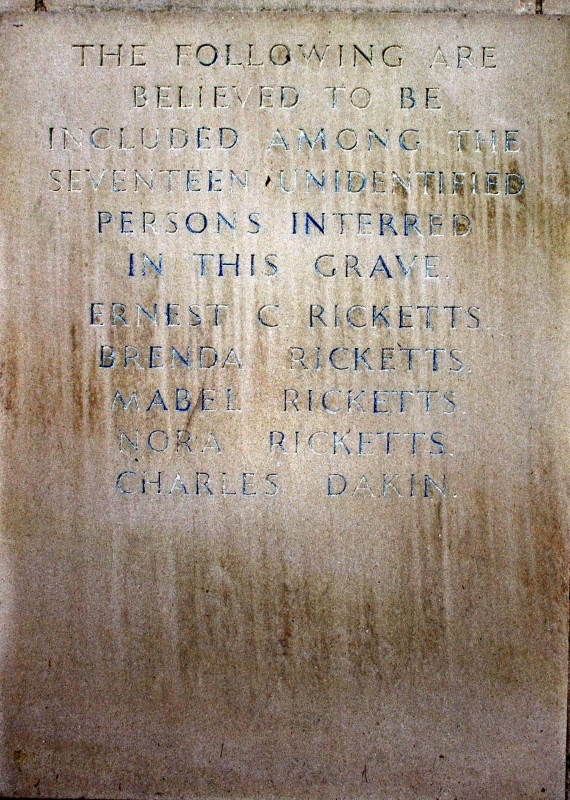 THE FOLLOWING ARE
BELIEVED TO BE
INCLUDED AMONG THE
SEVENTEEN UNIDENTIFIED
PERSONS INTERRED
IN THIS GRAVE.
ERNEST C RICKETTS.
BRENDA RICKETTS.
MABEL RICKETTS.
NORA RICKETTS.
CHARLES DAKIN.